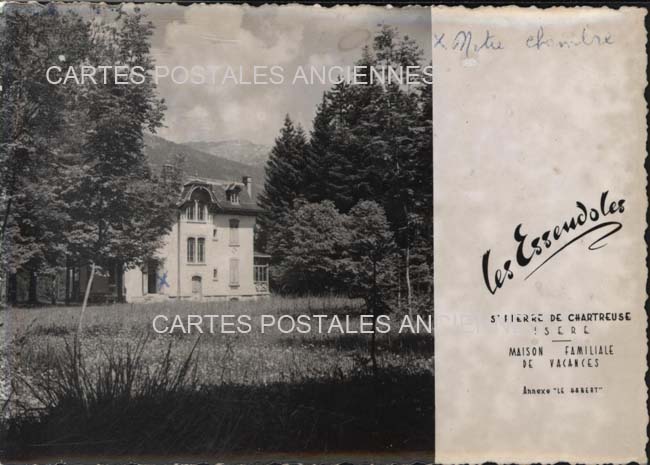 x Notre chambre
CARTES POSTALES ANCIENNES
x
Les Essendoles
ST PIERRE DE CHARTREUSE
ISERE
CARTES POSTALES ANCIENNES
MAISON FAMILIALE
DE VACANCES
Annexe "LE HABERT"